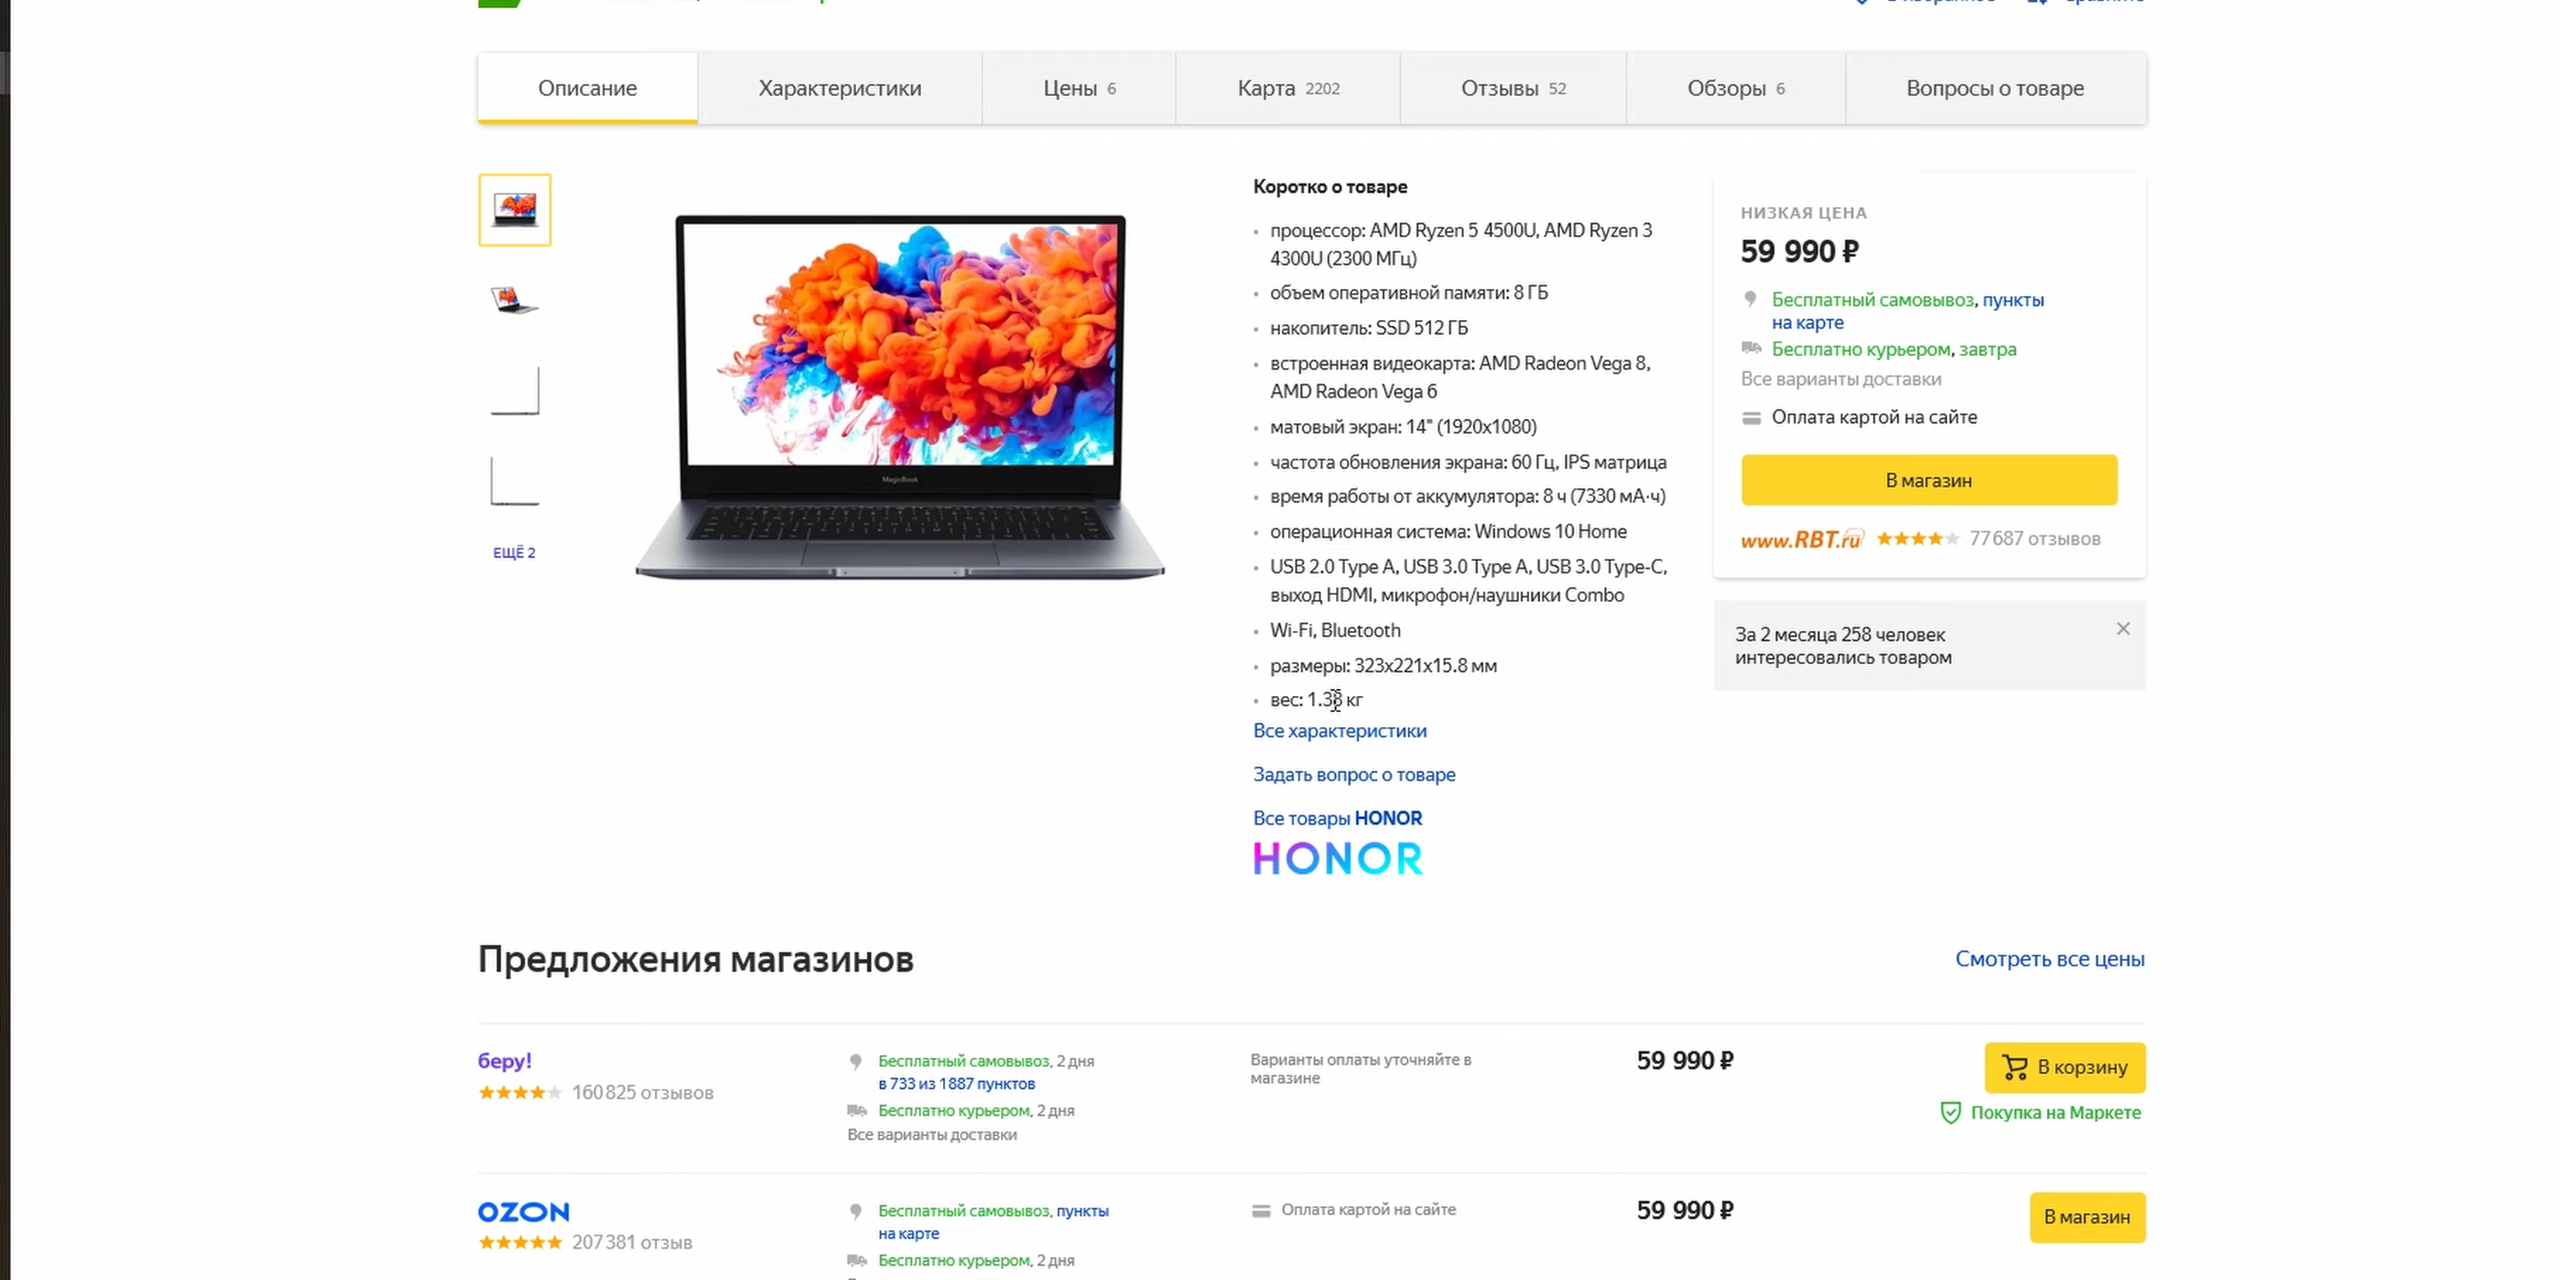 Описание
Характеристики
Цены 6
Карта 2202
Отзывы 52
Обзоры 6
Вопросы о товаре
ЕЩЁ 2
MagicBook
Коротко о товаре
процессор: AMD Ryzen 5 4500U, AMD Ryzen 3
4300U (2300 МГц)
объем оперативной памяти: 8 ГБ
накопитель: SSD 512 ГБ
встроенная видеокарта: AMD Radeon Vega 8,
AMD Radeon Vega 6
матовый экран: 14" (1920x1080)
частота обновления экрана: 60 Гц, IPS матрица
время работы от аккумулятора: 8 ч (7330 мА·ч)
операционная система: Windows 10 Home
USB 2.0 Type A, USB 3.0 Type A, USB 3.0 Type-C,
выход HDMI, микрофон/наушники Combo
Wi-Fi, Bluetooth
размеры: 323x221x15.8 мм
вес: 1.38 кг
Все характеристики
Задать вопрос о товаре
Все товары HONOR
HONOR
НИЗКАЯ ЦЕНА
59 990 ₽
Бесплатный самовывоз, пункты
на карте
Бесплатно курьером, завтра
Все варианты доставки
Оплата картой на сайте
В магазин
www.RBT.ru 77 687 отзывов
За 2 месяца 258 человек
интересовались товаром
Предложения магазинов
Смотреть все цены
беру!
160 825 отзывов
Бесплатный самовывоз, 2 дня
в 733 из 1887 пунктов
Бесплатно курьером, 2 дня
Все варианты доставки
Варианты оплаты уточняйте в
магазине
59 990 ₽
В корзину
Покупка на Маркете
OZON
207 381 отзыв
Бесплатный самовывоз, пункты
на карте
Бесплатно курьером, 2 дня
Оплата картой на сайте
59 990 ₽
В магазин